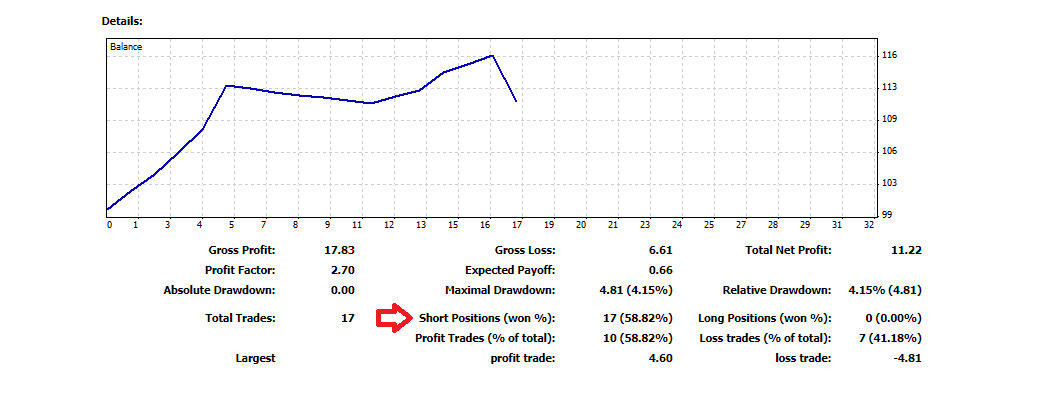 Details:
Balance
116
113
109
106
103
99
0 1 2 3 4 5 7 8 9 10 11 12 13 15 16 17 19 20 21 22 23 24 25 27 28 29 31 32
Gross Profit: 17.83 Gross Loss: 6.61 Total Net Profit: 11.22
Profit Factor: 2.70 Expected Payoff: 0.66
Absolute Drawdown: 0.00 Maximal Drawdown: 4.81 (4.15%) Relative Drawdown: 4.15% (4.81)
Total Trades: 17 Short Positions (won %): 17 (58.82%) Long Positions (won %): 0 (0.00%)
Profit Trades (% of total): 10 (58.82%) Loss trades (% of total): 7 (41.18%)
Largest profit trade: 4.60 loss trade: -4.81